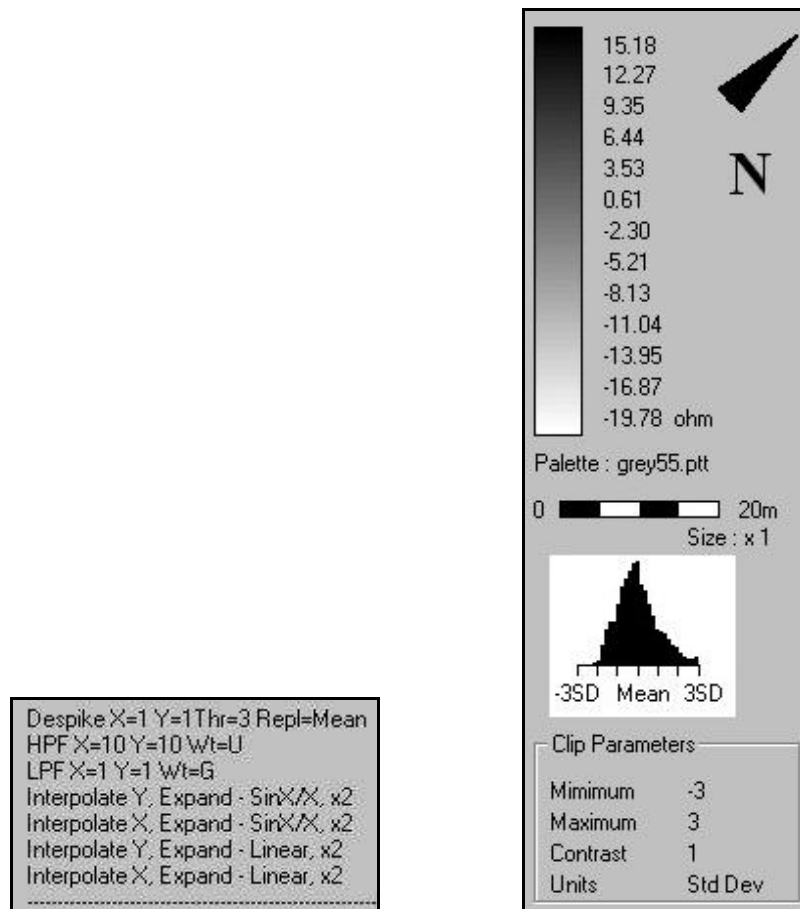 15.18
12.27
9.35
6.44
3.53
0.61
-2.30
-5.21
-8.13
-11.04
-13.95
-16.87
-19.78 ohm
N
Palette : grey55.ptt
0 20m
Size : x 1
-3SD Mean 3SD
Clip Parameters
Mimimum -3
Maximum 3
Contrast 1
Units Std Dev
Despike X=1 Y=1 Thr=3 Repl=Mean
HPF X=10 Y=10 Wt=U
LPF X=1 Y=1 Wt=G
Interpolate Y, Expand - SinX/X, x2
Interpolate X, Expand - SinX/X, x2
Interpolate Y, Expand - Linear, x2
Interpolate X, Expand - Linear, x2